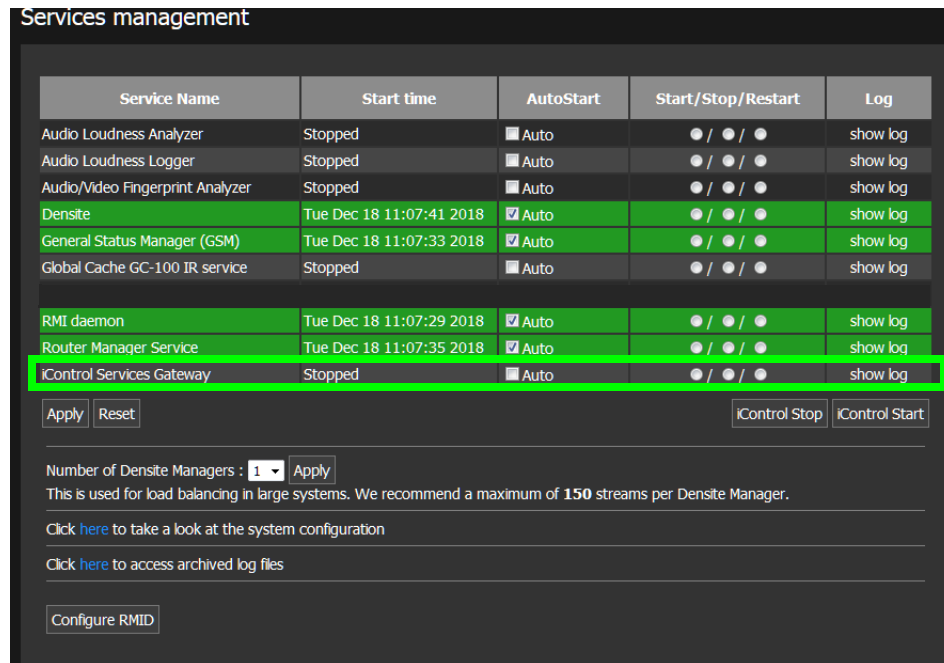 Services management
Service Name Start time AutoStart Start/Stop/Restart Log
Audio Loudness Analyzer Stopped Auto / / show log
Audio Loudness Logger Stopped Auto / / show log
Audio/Video Fingerprint Analyzer Stopped Auto / / show log
Densite Tue Dec 18 11:07:41 2018 Auto / / show log
General Status Manager (GSM) Tue Dec 18 11:07:33 2018 Auto / / show log
Global Cache GC-100 IR service Stopped Auto / / show log
RMI daemon Tue Dec 18 11:07:29 2018 Auto / / show log
Router Manager Service Tue Dec 18 11:07:35 2018 Auto / / show log
iControl Services Gateway Stopped Auto / / show log
Apply Reset iControl Stop iControl Start
Number of Densite Managers : 1 Apply
This is used for load balancing in large systems. We recommend a maximum of 150 streams per Densite Manager.
Click here to take a look at the system configuration
Click here to access archived log files
Configure RMID